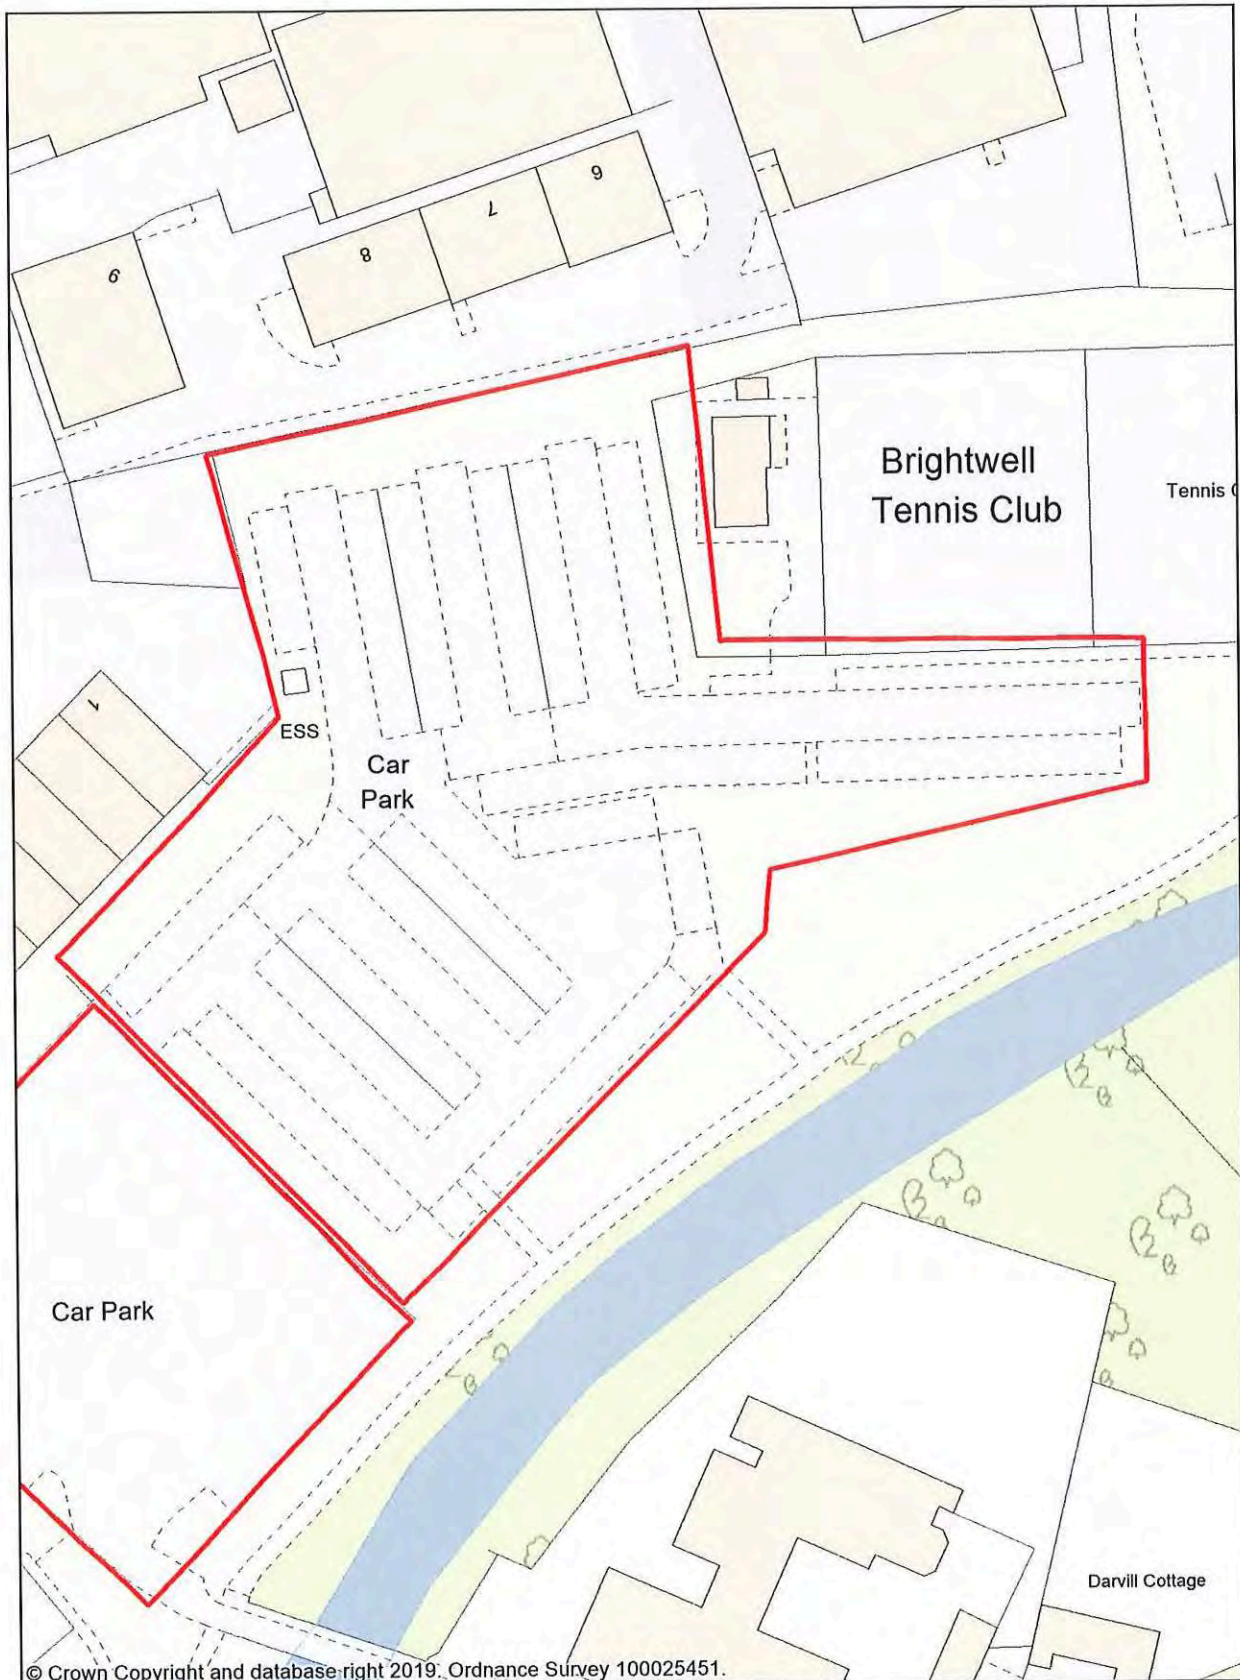 6
7
8
9
Brightwell
Tennis Club
Tennis
1
ESS
Car
Park
Car Park
Darvill Cottage
© Crown Copyright and database right 2019. Ordnance Survey 100025451.